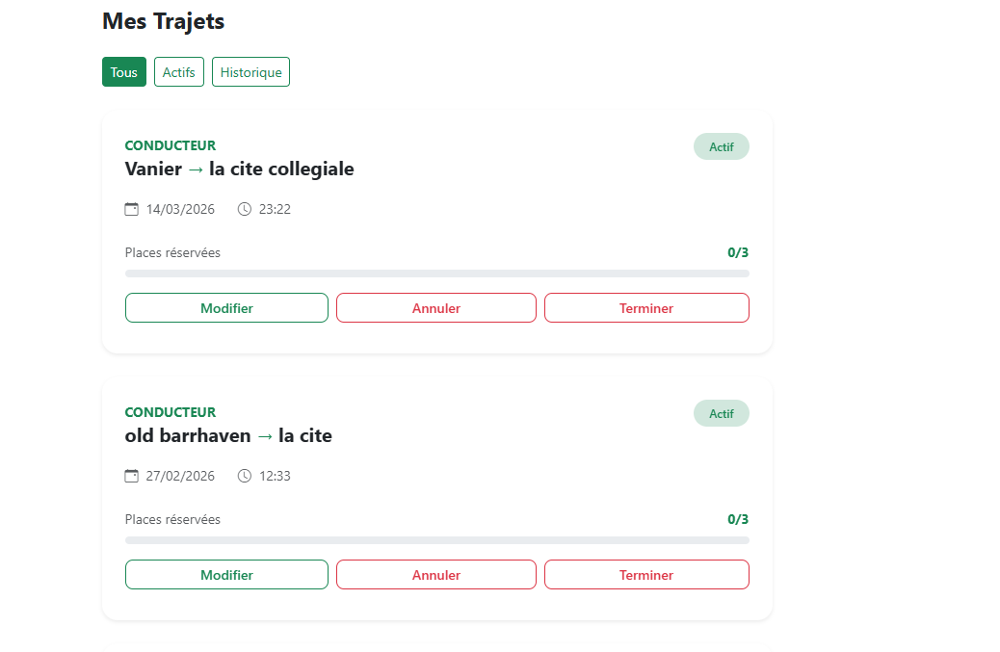 Mes Trajets
Tous Actifs Historique
CONDUCTEUR Actif
Vanier → la cite collegiale
14/03/2026 23:22
Places réservées 0/3
Modifier Annuler Terminer
CONDUCTEUR Actif
old barrhaven → la cite
27/02/2026 12:33
Places réservées 0/3
Modifier Annuler Terminer